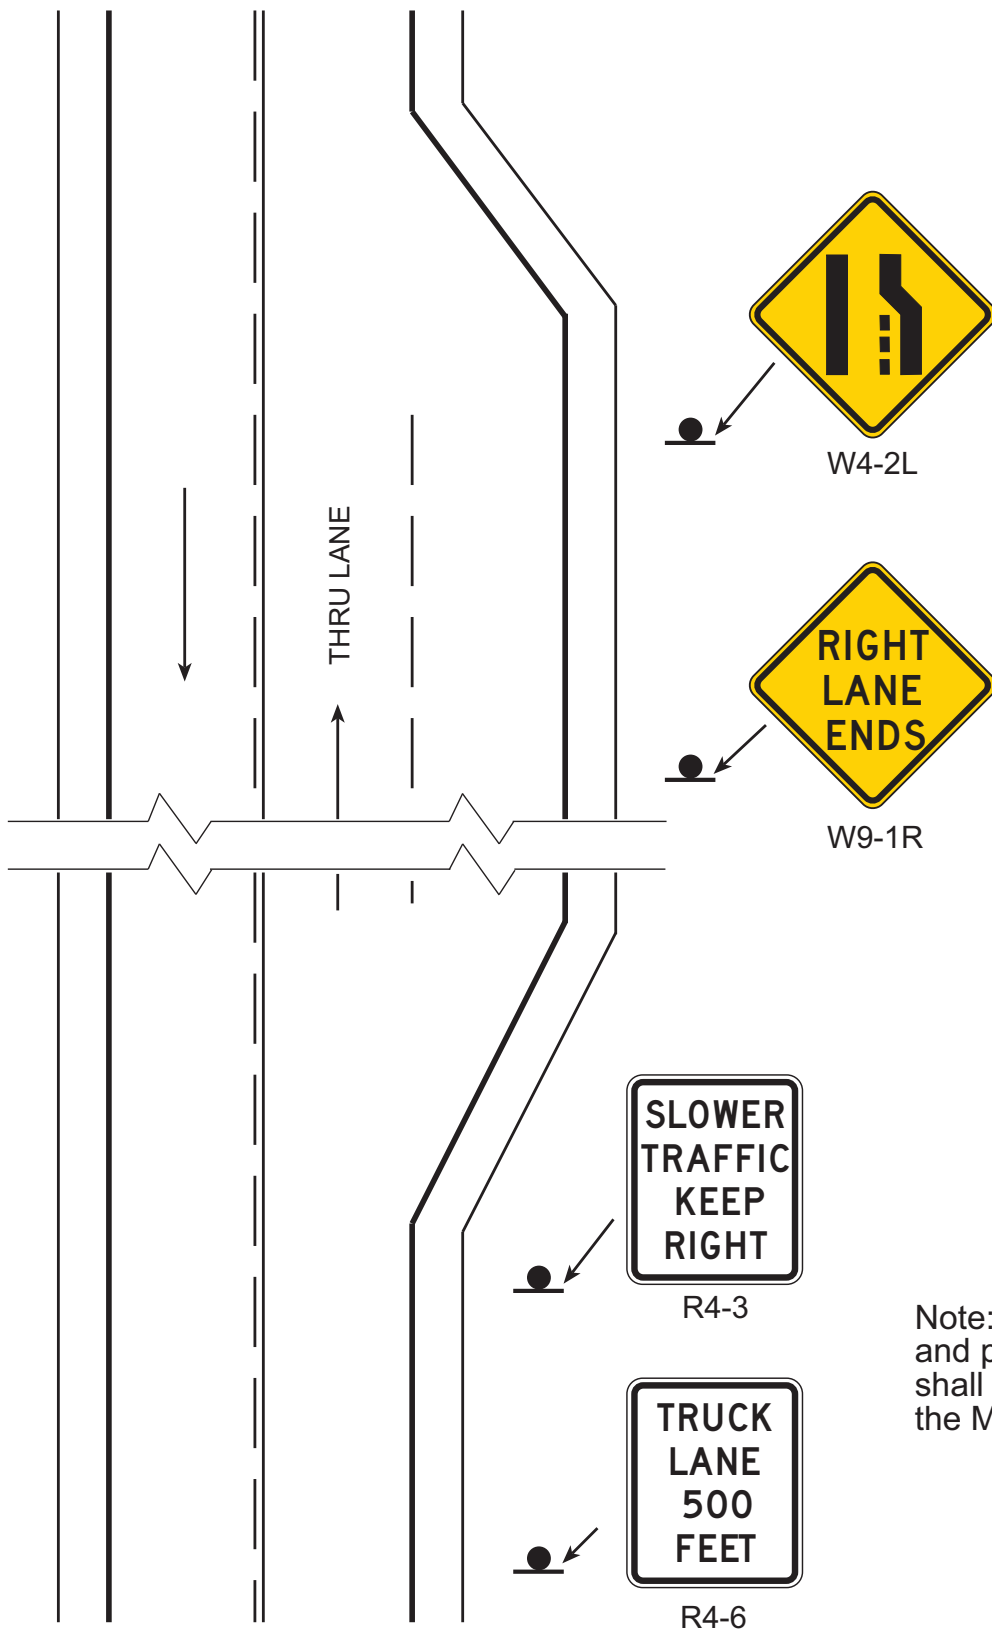 W4-2L
THRU LANE
RIGHT
LANE
ENDS
W9-1R
SLOWER
TRAFFIC
KEEP
RIGHT
R4-3
Note:
and p
shall
the M
TRUCK
LANE
500
FEET
R4-6